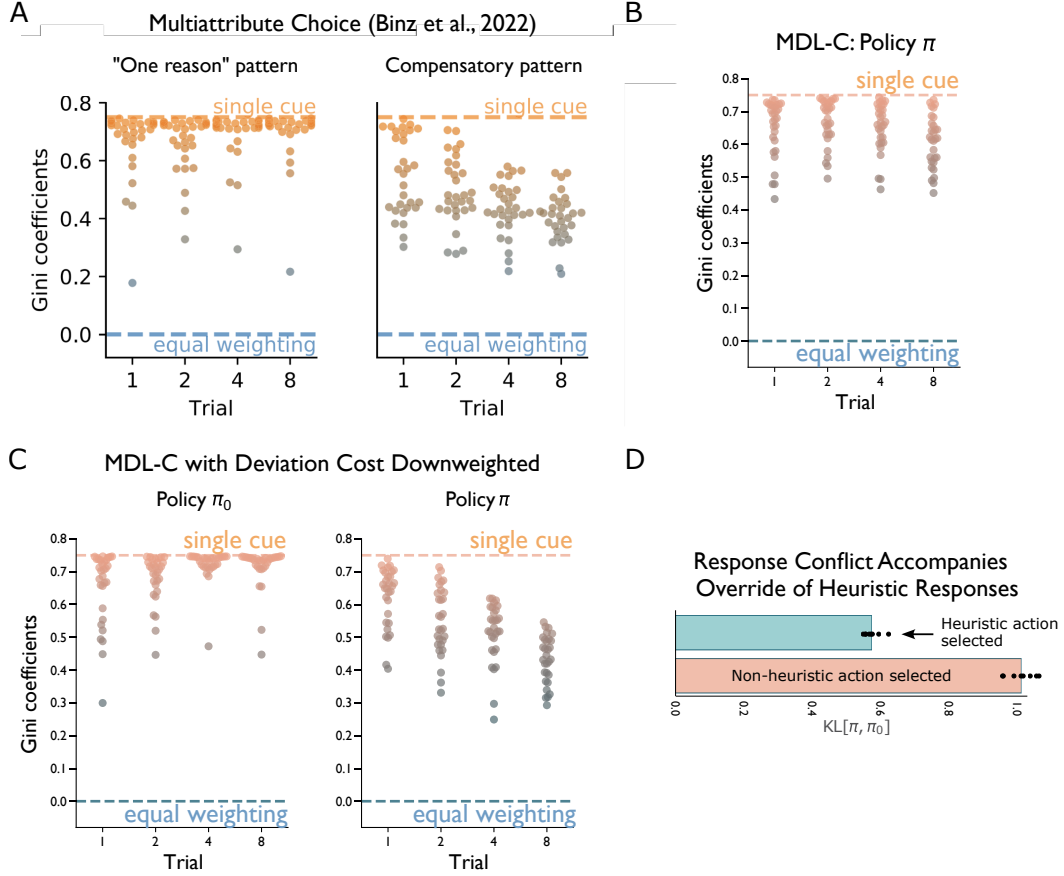 A
Multiattribute Choice (Binz et al., 2022)
"One reason" pattern
Compensatory pattern
0.8
0.6
0.4
0.2
0.0
Gini coefficients
single cue
equal weighting
1
2
4
8
Trial
single cue
equal weighting
1
2
4
8
Trial
B
MDL-C: Policy π
0.8
0.7
0.6
0.5
0.4
0.3
0.2
0.1
0.0
Gini coefficients
single cue
equal weighting
1
2
4
8
Trial
C
MDL-C with Deviation Cost Downweighted
Policy π₀
0.8
0.7
0.6
0.5
0.4
0.3
0.2
0.1
0.0
Gini coefficients
single cue
equal weighting
1
2
4
8
Trial
Policy π
0.8
0.7
0.6
0.5
0.4
0.3
0.2
0.1
0.0
single cue
equal weighting
1
2
4
8
Trial
D
Response Conflict Accompanies
Override of Heuristic Responses
Heuristic action
selected
Non-heuristic action selected
0.0
0.2
0.4
0.6
0.8
1.0
KL[π, π₀]